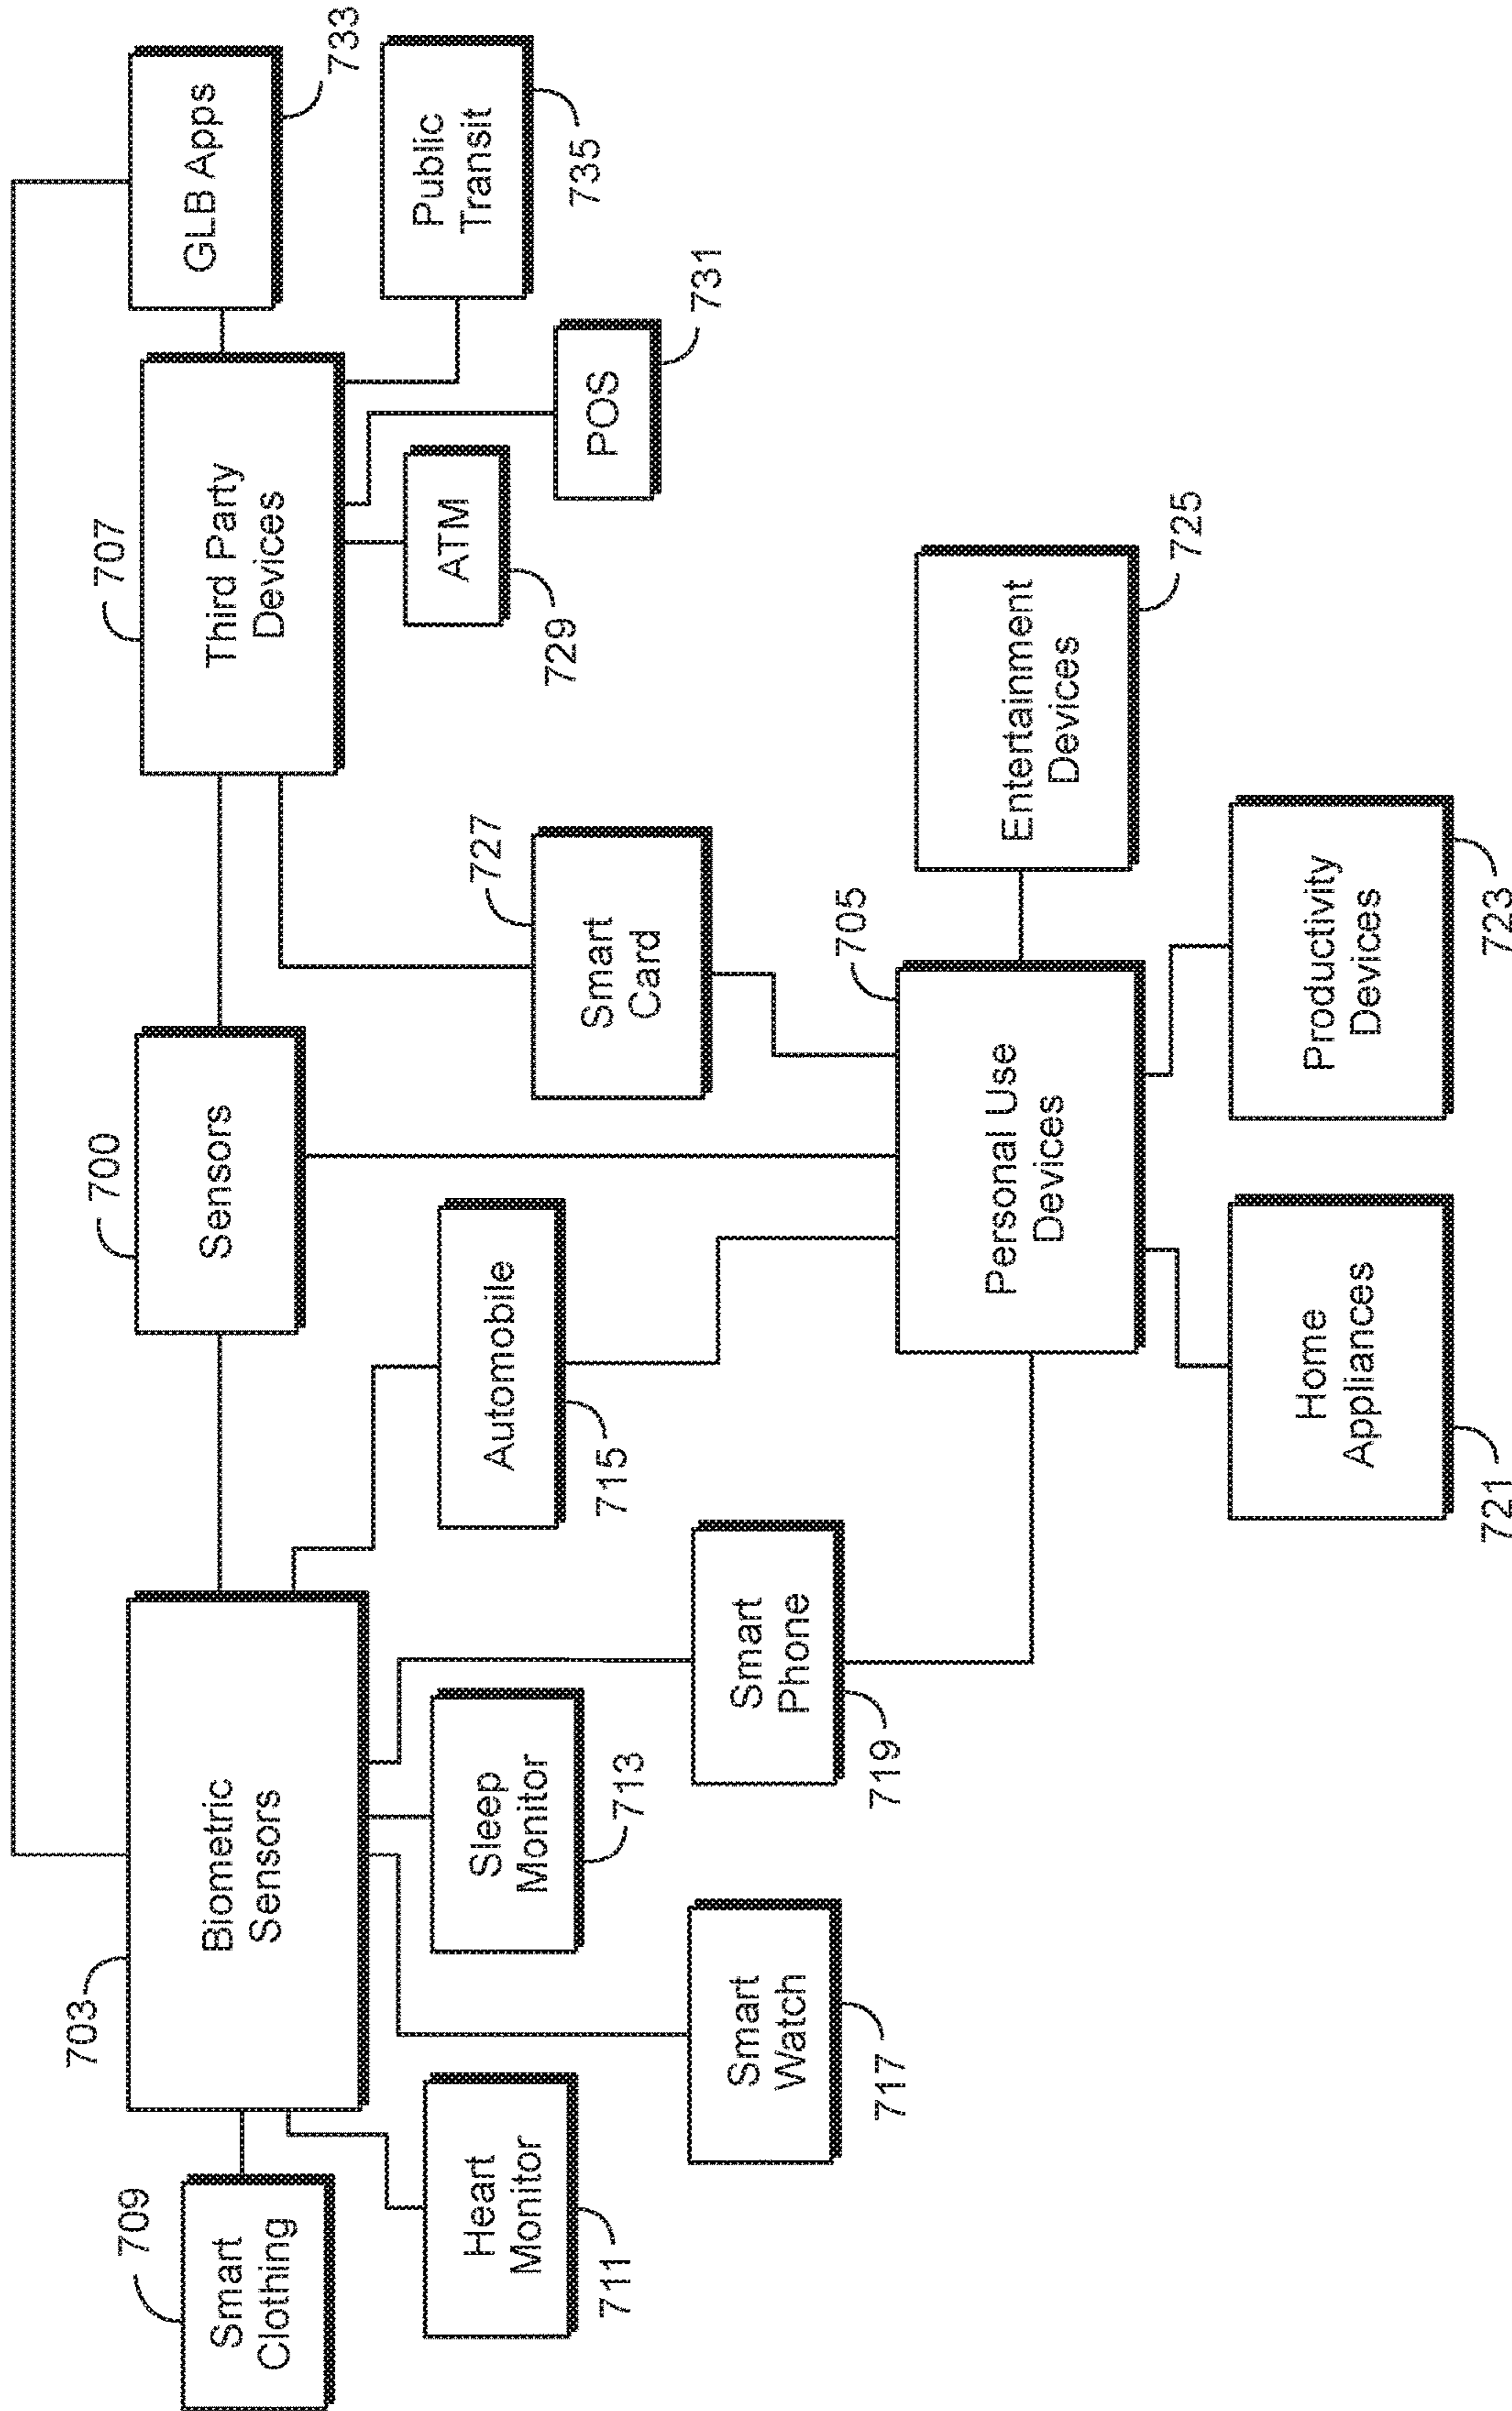 703
Biometric
Sensors
700
Sensors
707
Third Party
Devices
GLB Apps
733
709
Smart
Clothing
Heart
Monitor
711
Sleep
Monitor
713
Automobile
715
ATM
729
Public
Transit
735
Smart
Watch
717
Smart
Phone
719
727
Smart
Card
POS
731
705
Personal Use
Devices
Entertainment
Devices
725
Home
Appliances
721
Productivity
Devices
723